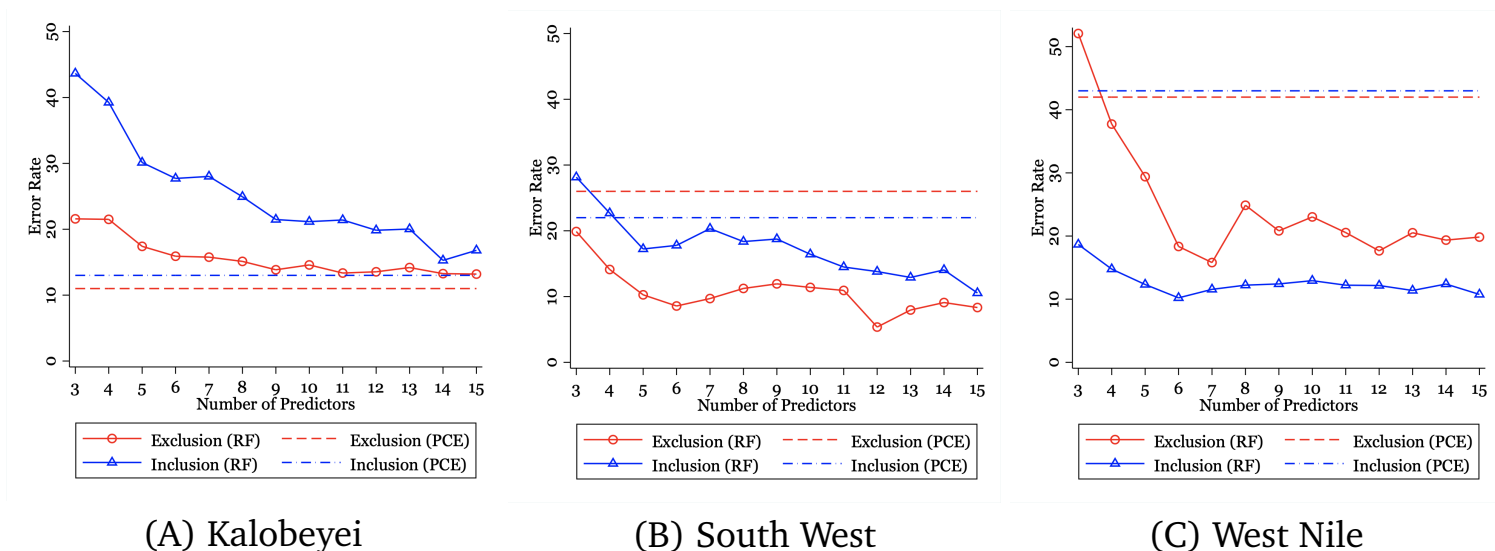 50
40
30
20
10
0
Error Rate
3 4 5 6 7 8 9 10 11 12 13 14 15
Number of Predictors
Exclusion (RF) Exclusion (PCE)
Inclusion (RF) Inclusion (PCE)
(A) Kalobeyei
50
40
30
20
10
0
Error Rate
3 4 5 6 7 8 9 10 11 12 13 14 15
Number of Predictors
Exclusion (RF) Exclusion (PCE)
Inclusion (RF) Inclusion (PCE)
(B) South West
50
40
30
20
10
0
Error Rate
3 4 5 6 7 8 9 10 11 12 13 14 15
Number of Predictors
Exclusion (RF) Exclusion (PCE)
Inclusion (RF) Inclusion (PCE)
(C) West Nile